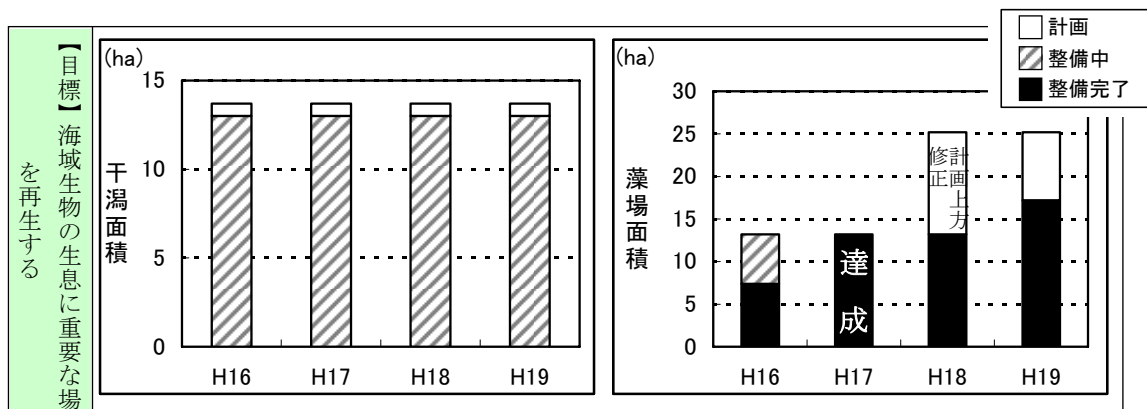 【目標】海域生物の生息に重要な場
を再生する
(ha)
15
10
5
0
干潟面積
H16
H17
H18
H19
(ha)
30
25
20
15
10
5
0
藻場面積
達成
計画上方
修正
H16
H17
H18
H19
計画
整備中
整備完了